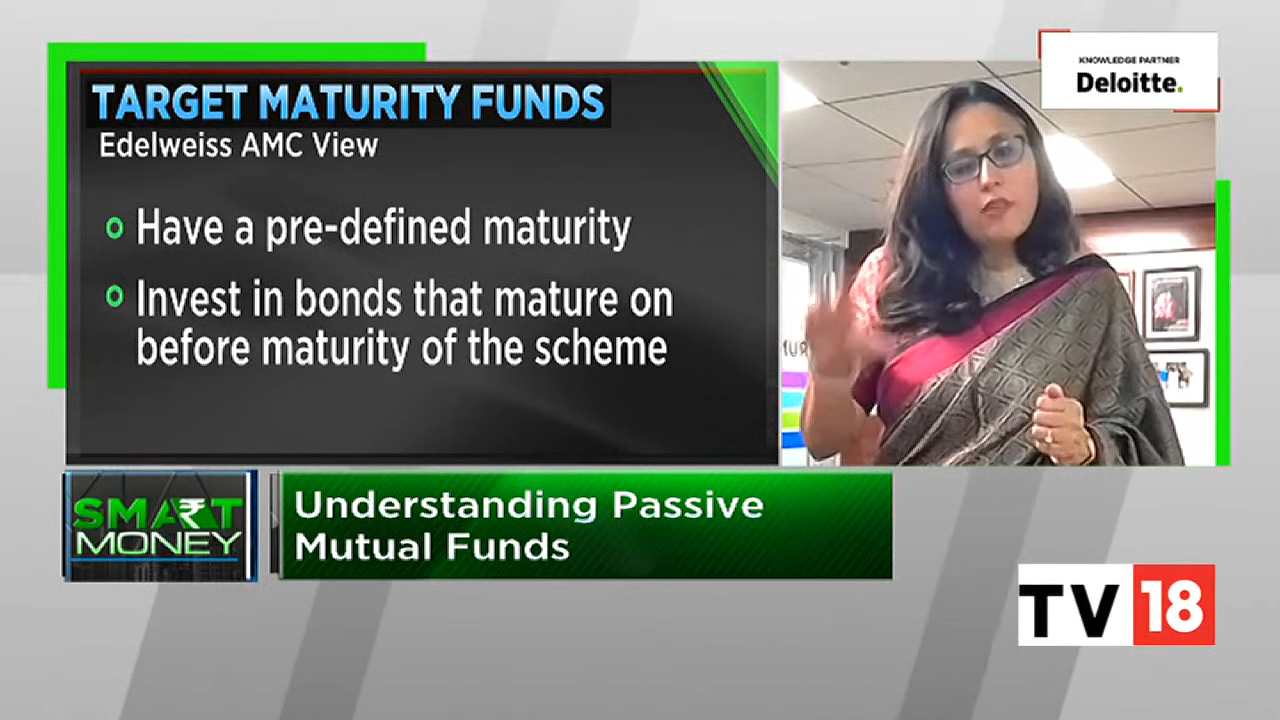 KNOWLEDGE PARTNER
Deloitte.
TARGET MATURITY FUNDS
Edelweiss AMC View
Have a pre-defined maturity
Invest in bonds that mature on
before maturity of the scheme
SMART
MONEY
Understanding Passive
Mutual Funds
TV18